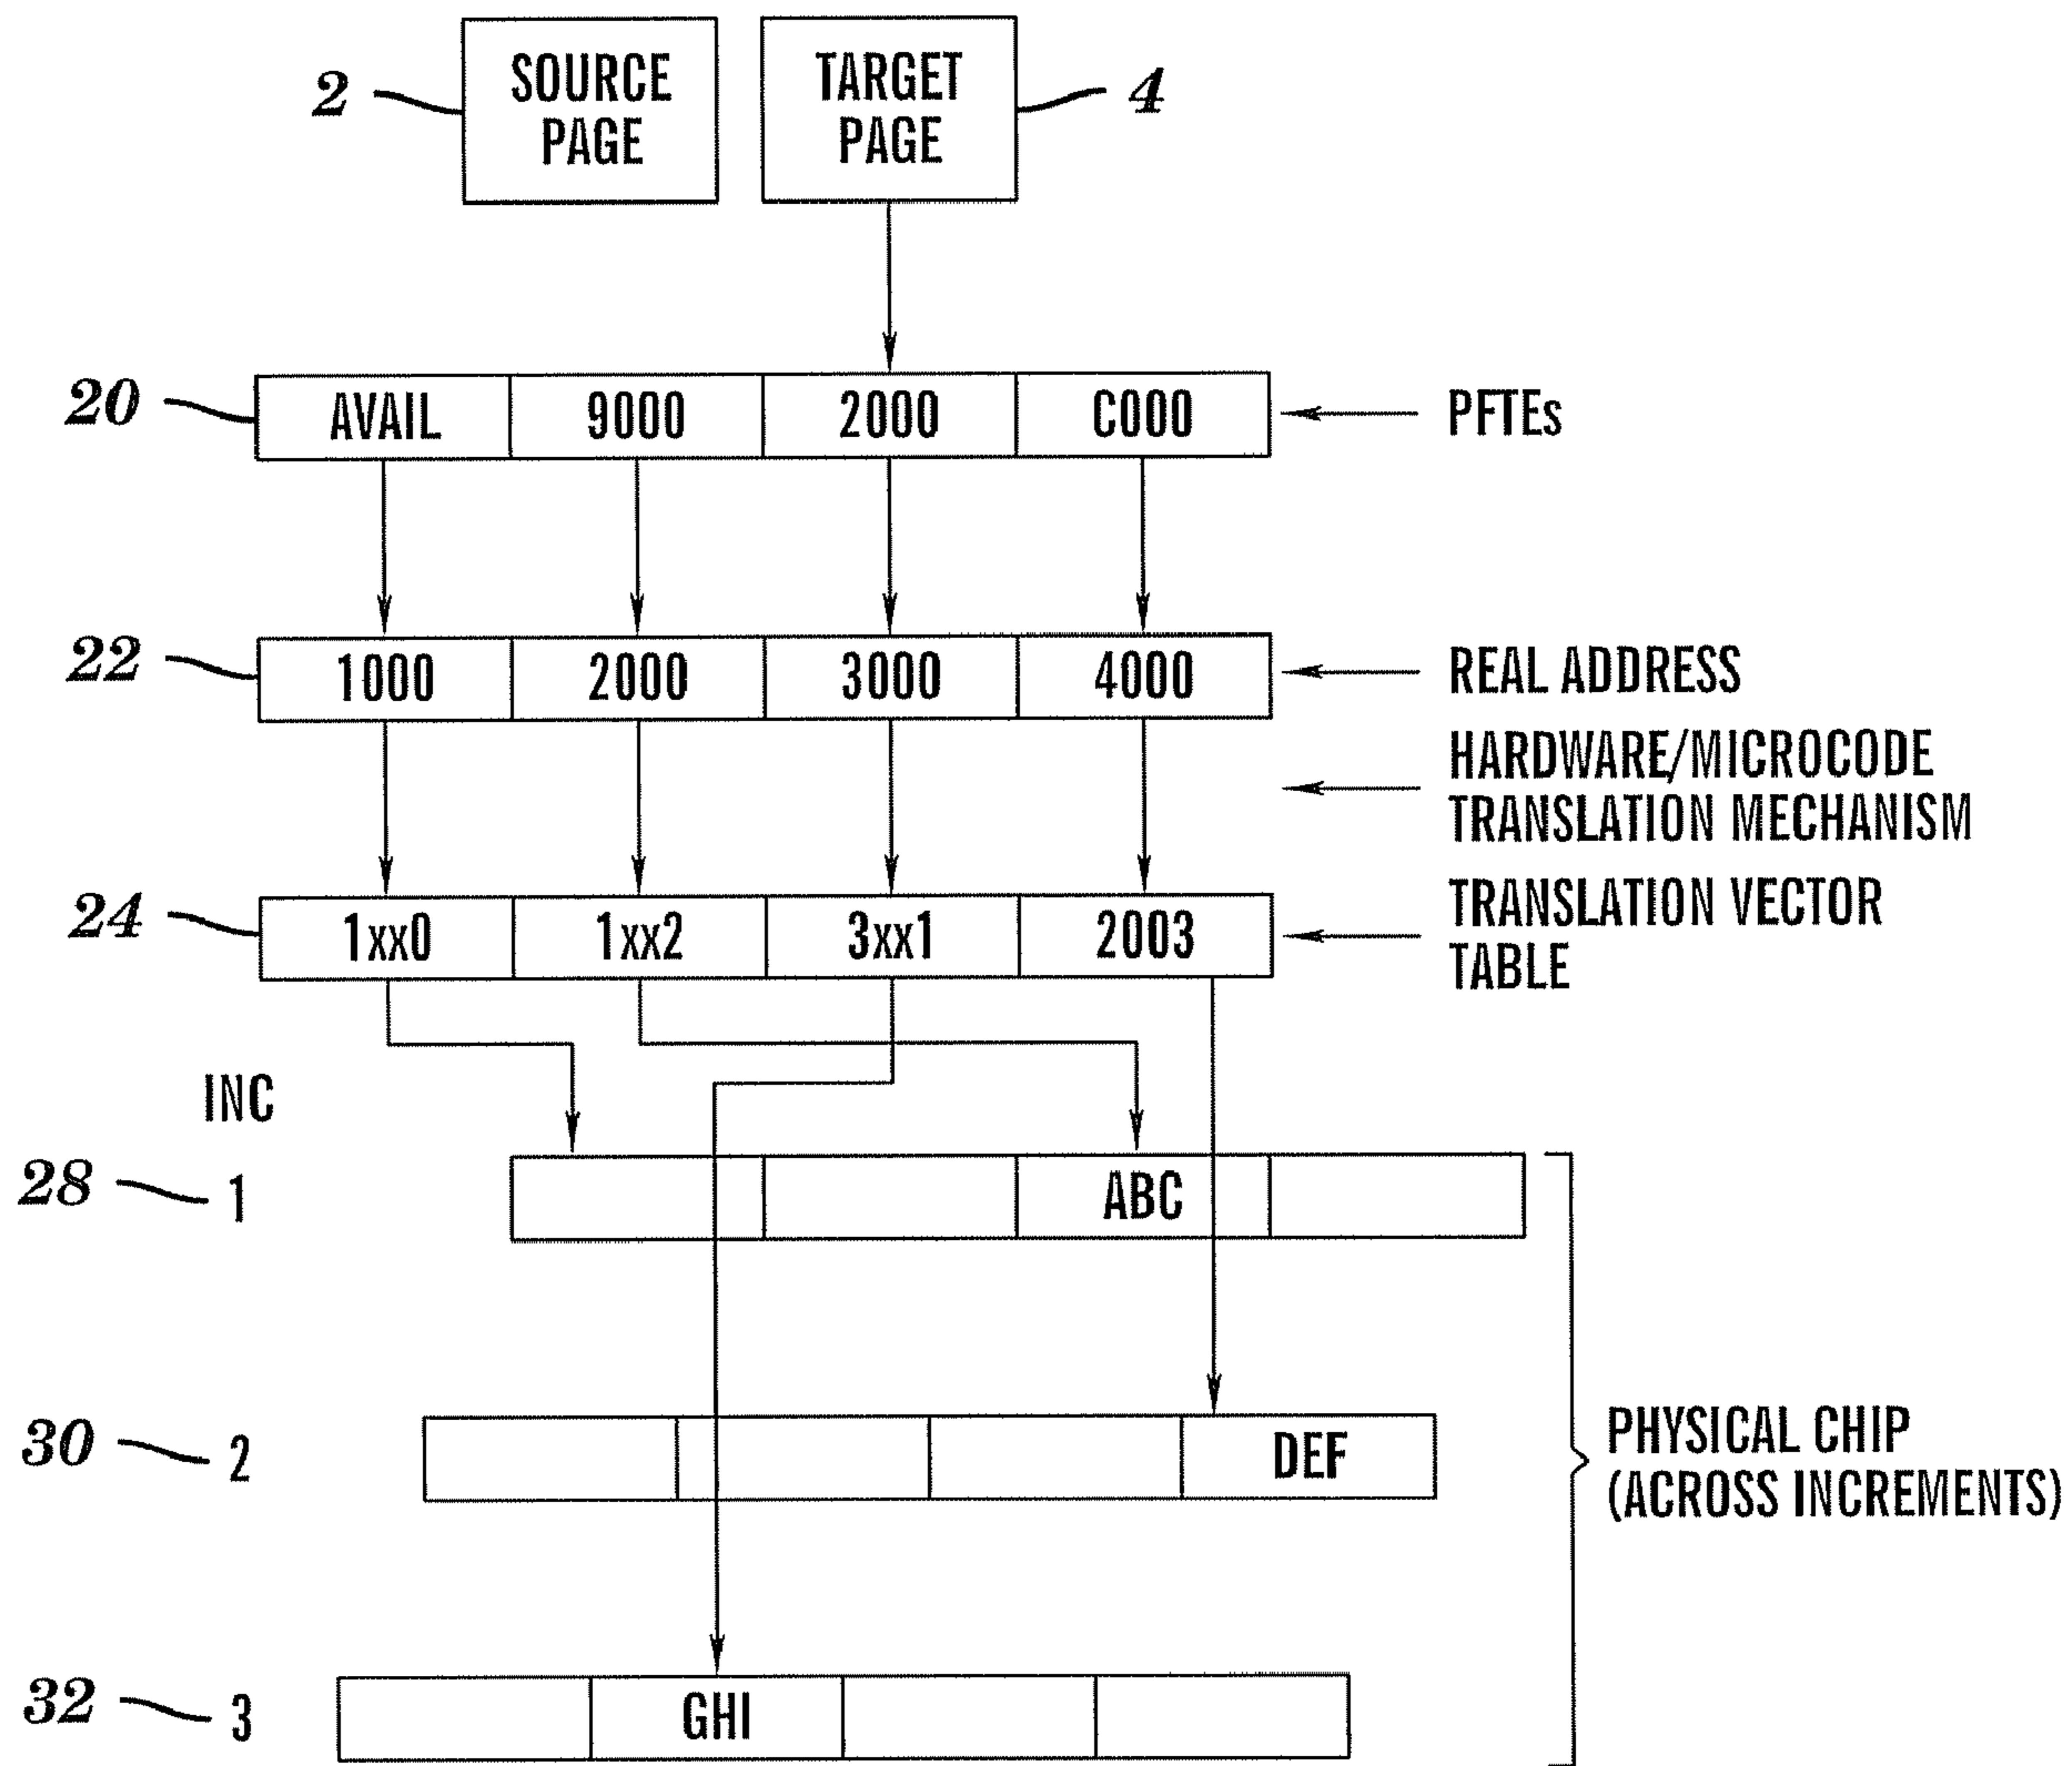 2
SOURCE
PAGE
TARGET
PAGE
4
20
AVAIL
9000
2000
C000
PFTEs
22
1000
2000
3000
4000
REAL ADDRESS
HARDWARE/MICROCODE
TRANSLATION MECHANISM
24
1xx0
1xx2
3xx1
2003
TRANSLATION VECTOR
TABLE
INC
28
1
ABC
30
2
DEF
PHYSICAL CHIP
(ACROSS INCREMENTS)
32
3
GHI